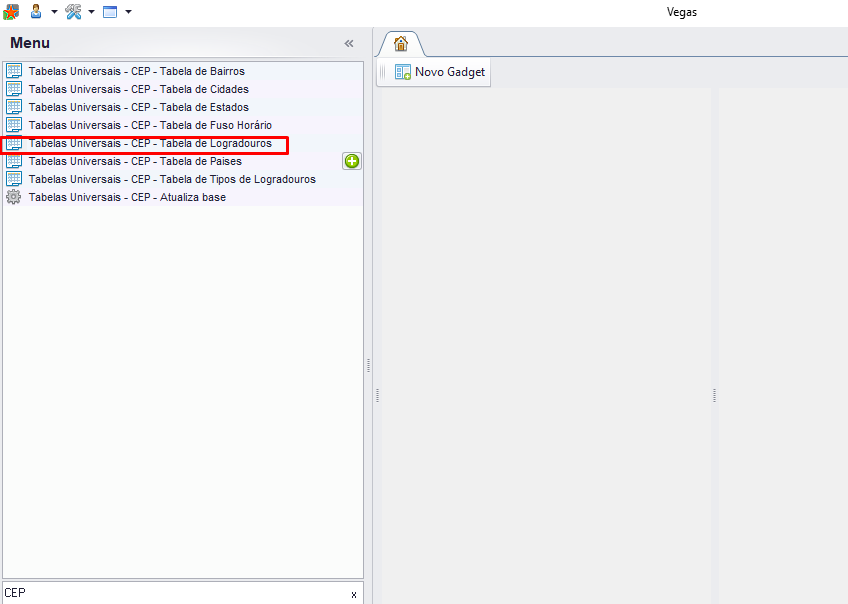 Vegas
Menu
Tabelas Universais - CEP - Tabela de Bairros
Tabelas Universais - CEP - Tabela de Cidades
Tabelas Universais - CEP - Tabela de Estados
Tabelas Universais - CEP - Tabela de Fuso Horário
Tabelas Universais - CEP - Tabela de Logradouros
Tabelas Universais - CEP - Tabela de Paises
Tabelas Universais - CEP - Tabela de Tipos de Logradouros
Tabelas Universais - CEP - Atualiza base
Novo Gadget
CEP x